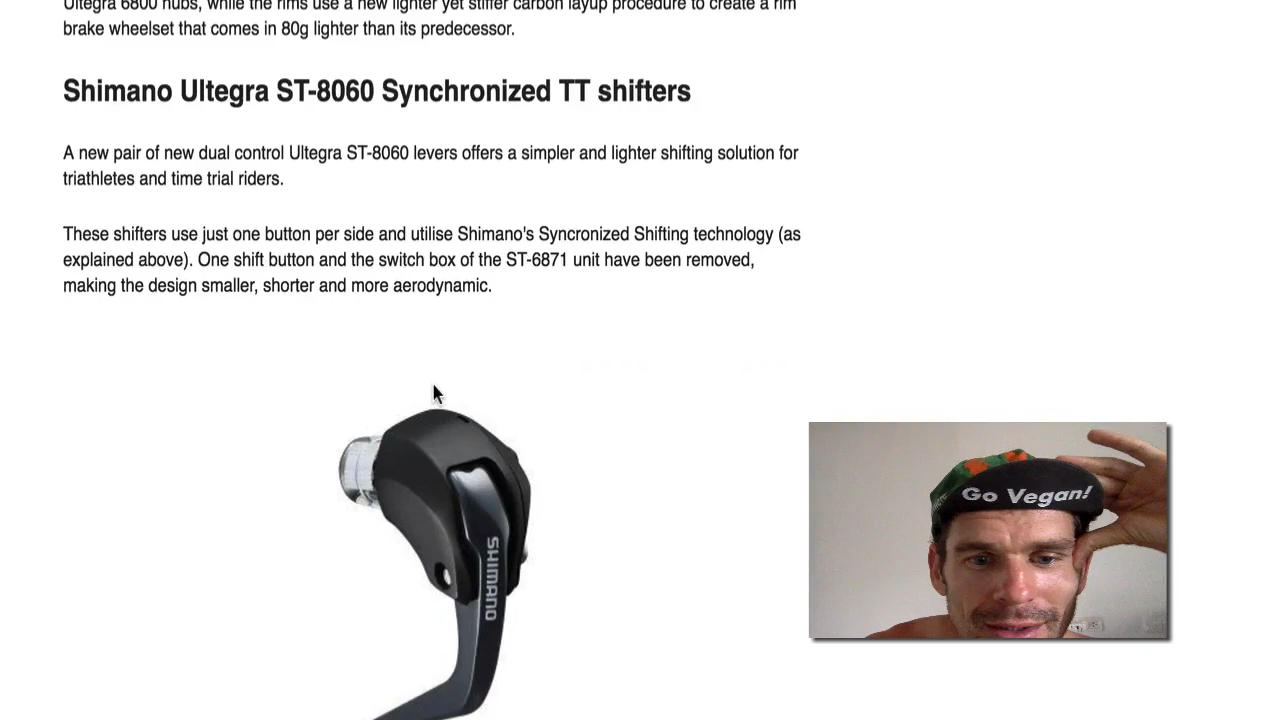 Ultegra 6800 hubs, while the rims use a new lighter yet stiffer carbon layup procedure to create a rim
brake wheelset that comes in 80g lighter than its predecessor.
Shimano Ultegra ST-8060 Synchronized TT shifters
A new pair of new dual control Ultegra ST-8060 levers offers a simpler and lighter shifting solution for
triathletes and time trial riders.
These shifters use just one button per side and utilise Shimano's Syncronized Shifting technology (as
explained above). One shift button and the switch box of the ST-6871 unit have been removed,
making the design smaller, shorter and more aerodynamic.
SHIMANO
Go Vegan!